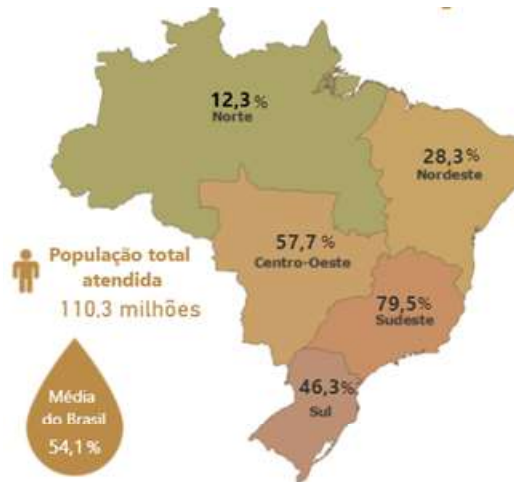 12,3 %
Norte
28,3 %
Nordeste
57,7 %
Centro-Oeste
População total
atendida
110,3 milhões
79,5%
Sudeste
46,3%
Sul
Média
do Brasil
54,1%